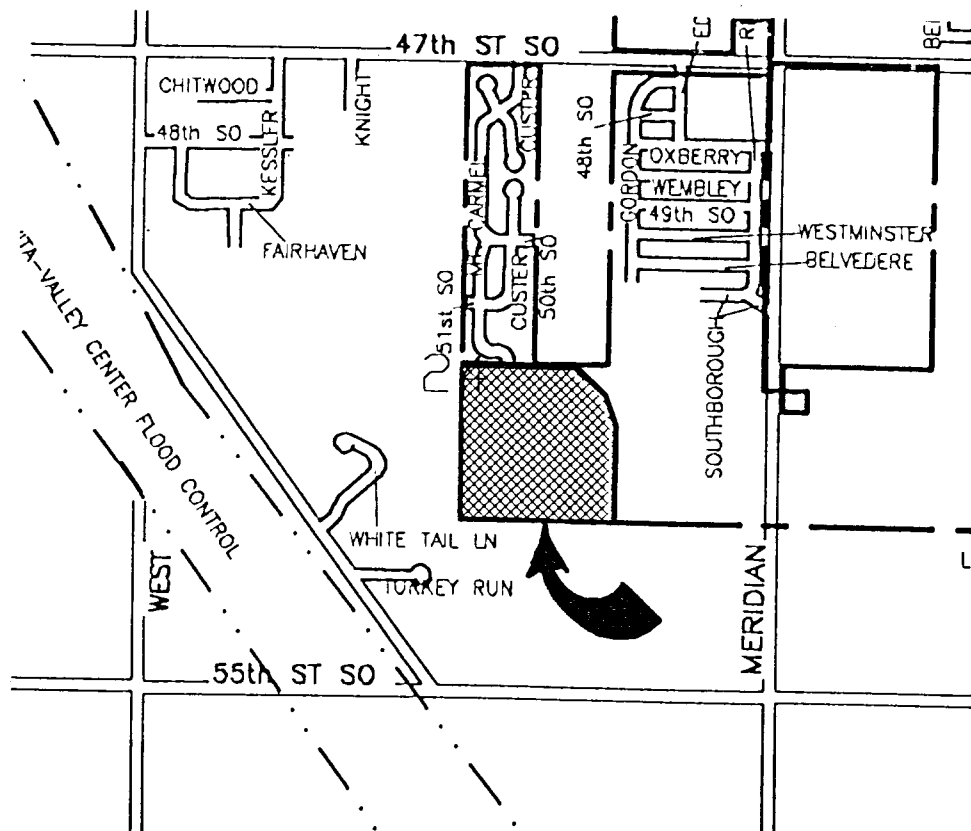 47th ST SO
CHITWOOD
48th SO
KESSLER
KNIGHT
FAIRHAVEN
CUSTER
48th SO
GORDON
OXBERRY
WEMBLEY
49th SO
WESTMINSTER
BELVEDERE
CUSTER
50th SO
51st SO
SOUTHBOROUGH
TA-VALLEY CENTER FLOOD CONTROL
WHITE TAIL LN
TURKEY RUN
WEST
MERIDIAN
55th ST SO